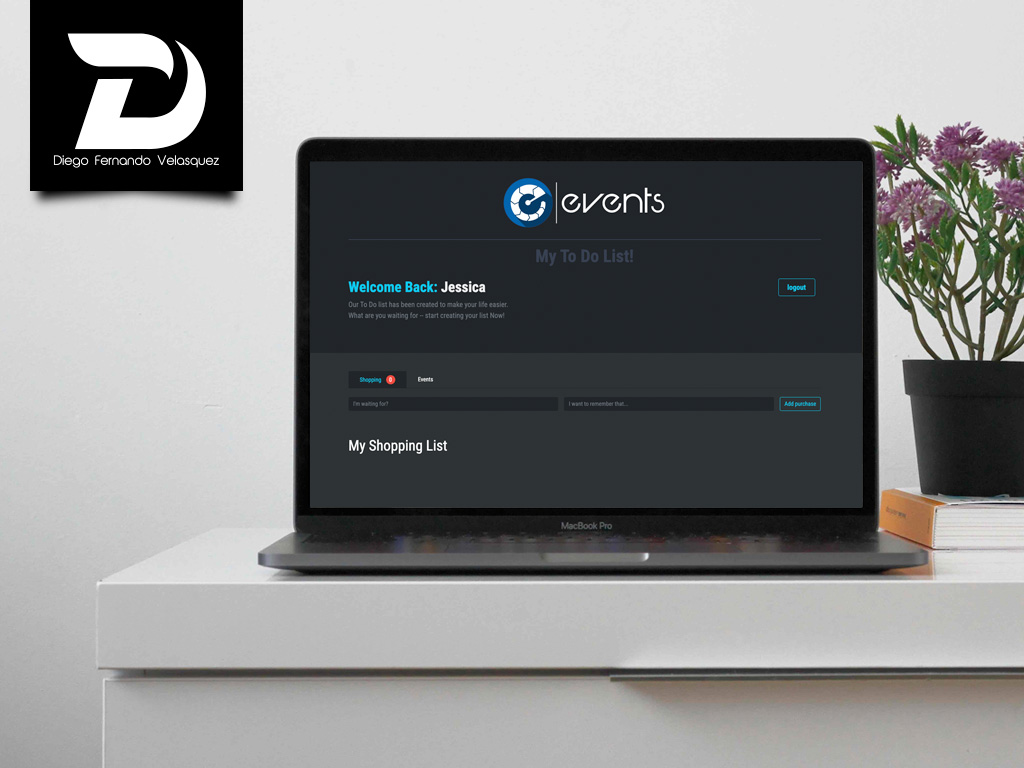 Diego Fernando Velasquez
events
My To Do List!
Welcome Back: Jessica
logout
Our To Do list has been created to make your life easier.
What are you waiting for – start creating your list Now!
Shopping 0
Events
I'm waiting for?
I want to remember that...
Add purchase
My Shopping List
MacBook Pro